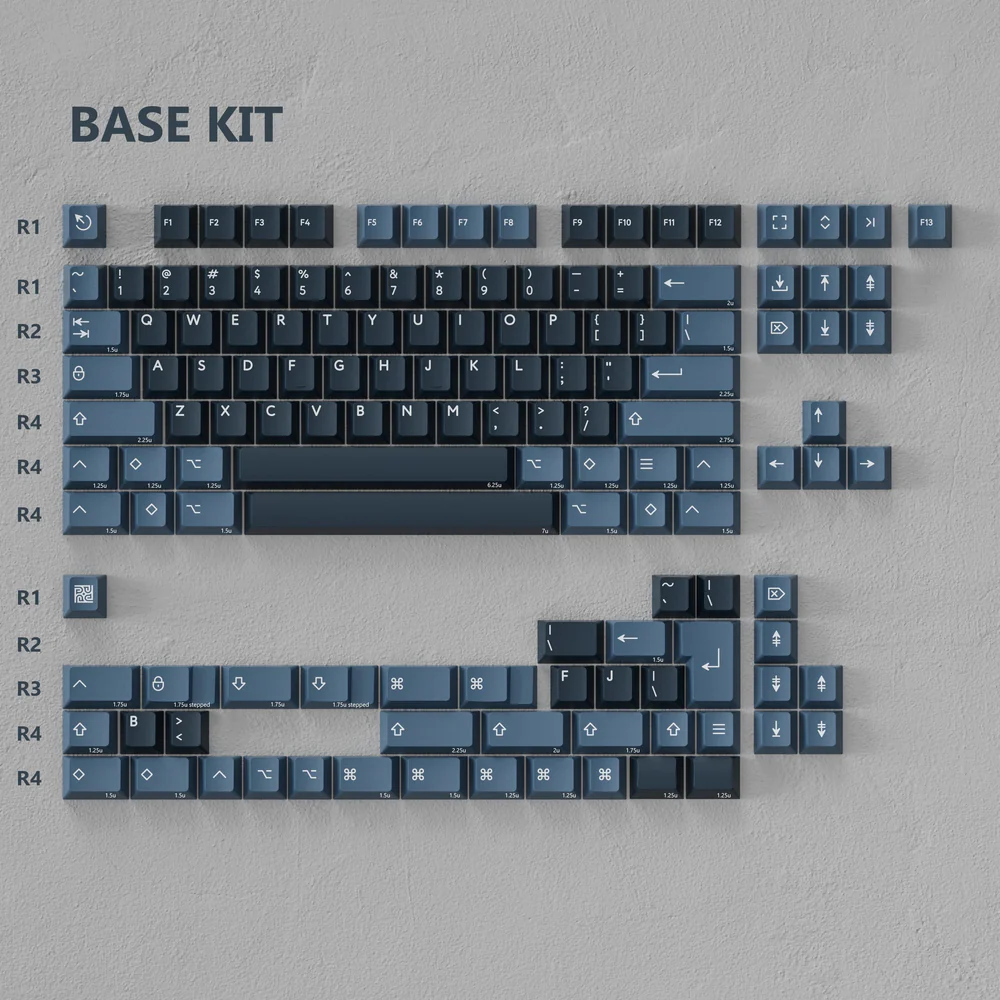 BASE KIT
R1 F1 F2 F3 F4 F5 F6 F7 F8 F9 F10 F11 F12 F13
~ ! @ # $ % ^ & * ( ) — +
R1 ` 1 2 3 4 5 6 7 8 9 0 - = 2u
R2 Q W E R T Y U I O P { [ } ] | \
1.5u 1.5u
R3 A S D F G H J K L : ; " '
1.75u 2.25u
R4 Z X C V B N M < , > . ? /
2.25u 2.75u
R4
1.25u 1.25u 1.25u 6.25u 1.25u 1.25u 1.25u 1.25u
R4
1.5u 1.5u 7u 1.5u 1.5u
R1 ~ ` | \
R2 | \
1.5u
R3 F J | \
1.75u 1.75u stepped 1.75u 1.75u stepped
R4 B > <
1.25u 2.25u 2u 1.75u
R4
1.5u 1.5u 1.5u 1.5u 1.25u 1.25u 1.25u 1.25u